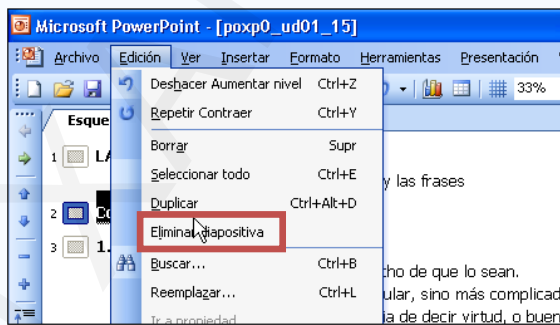 Microsoft PowerPoint - [poxp0_ud01_15]
Archivo Edición Ver Insertar Formato Herramientas Presentación
33%
Esque
Deshacer Aumentar nivel Ctrl+Z
Repetir Contraer Ctrl+Y
1
Borrar Supr
Seleccionar todo Ctrl+E
y las frases
2
Duplicar Ctrl+Alt+D
Eliminar diapositiva
3 1.
Buscar... Ctrl+B
cho de que lo sean.
Reemplazar... Ctrl+L
ular, sino más complicad
Ir a propiedad
ia de decir virtud, o buen